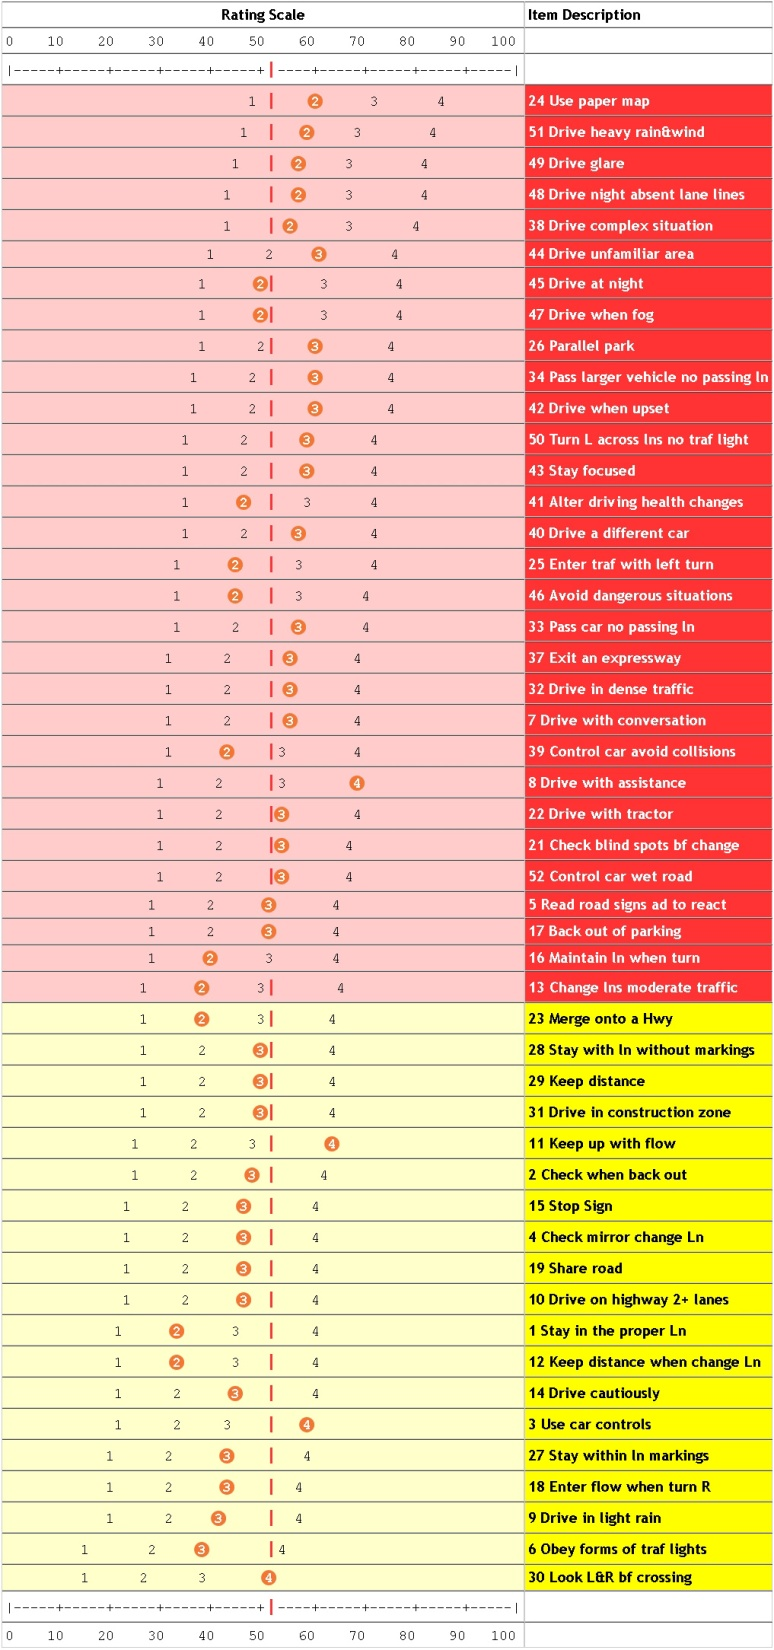 Rating Scale Item Description
0 10 20 30 40 50 60 70 80 90 100
|----+----+----+----+----+-|---+----+----+----+----|
1 | 2 3 4 24 Use paper map
1 | 2 3 4 51 Drive heavy rain&wind
1 | 2 3 4 49 Drive glare
1 | 2 3 4 48 Drive night absent lane lines
1 | 2 3 4 38 Drive complex situation
1 2 3 4 44 Drive unfamiliar area
1 2 | 3 4 45 Drive at night
1 2 | 3 4 47 Drive when fog
1 2 | 3 4 26 Parallel park
1 2 | 3 4 34 Pass larger vehicle no passing ln
1 2 | 3 4 42 Drive when upset
1 2 | 3 4 50 Turn L across lns no traf light
1 2 | 3 4 43 Stay focused
1 2 | 3 4 41 Alter driving health changes
1 2 | 3 4 40 Drive a different car
1 2 | 3 4 25 Enter traf with left turn
1 2 | 3 4 46 Avoid dangerous situations
1 2 | 3 4 33 Pass car no passing ln
1 2 | 3 4 37 Exit an expressway
1 2 | 3 4 32 Drive in dense traffic
1 2 | 3 4 7 Drive with conversation
1 2 | 3 4 39 Control car avoid collisions
1 2 | 3 4 8 Drive with assistance
1 2 | 3 4 22 Drive with tractor
1 2 | 3 4 21 Check blind spots bf change
1 2 | 3 4 52 Control car wet road
1 2 3 4 5 Read road signs ad to react
1 2 3 4 17 Back out of parking
1 2 3 4 16 Maintain ln when turn
1 2 3 | 4 13 Change lns moderate traffic
1 2 3 | 4 23 Merge onto a Hwy
1 2 3 | 4 28 Stay with ln without markings
1 2 3 | 4 29 Keep distance
1 2 3 | 4 31 Drive in construction zone
1 2 3 | 4 11 Keep up with flow
1 2 3 | 4 2 Check when back out
1 2 3 | 4 15 Stop Sign
1 2 3 | 4 4 Check mirror change Ln
1 2 3 | 4 19 Share road
1 2 3 | 4 10 Drive on highway 2+ lanes
1 2 3 | 4 1 Stay in the proper Ln
1 2 3 | 4 12 Keep distance when change Ln
1 2 3 | 4 14 Drive cautiously
1 2 3 | 4 3 Use car controls
1 2 3 | 4 27 Stay within ln markings
1 2 3 | 4 18 Enter flow when turn R
1 2 3 | 4 9 Drive in light rain
1 2 3 | 4 6 Obey forms of traf lights
1 2 3 4 30 Look L&R bf crossing
|----+----+----+----+----+-|---+----+----+----+----|
0 10 20 30 40 50 60 70 80 90 100